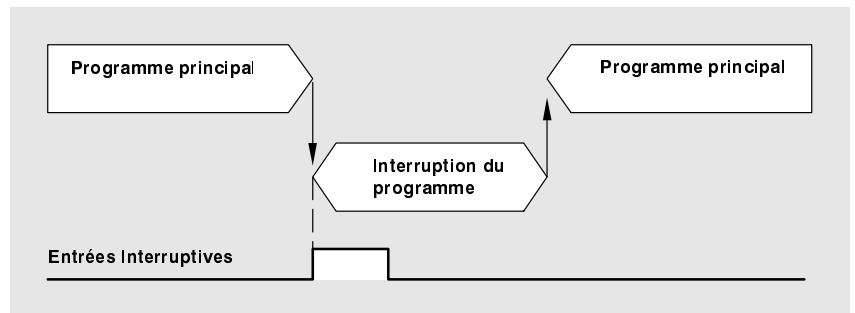 Programme principal
Programme principal
Interruption du
programme
Entrées Interruptives